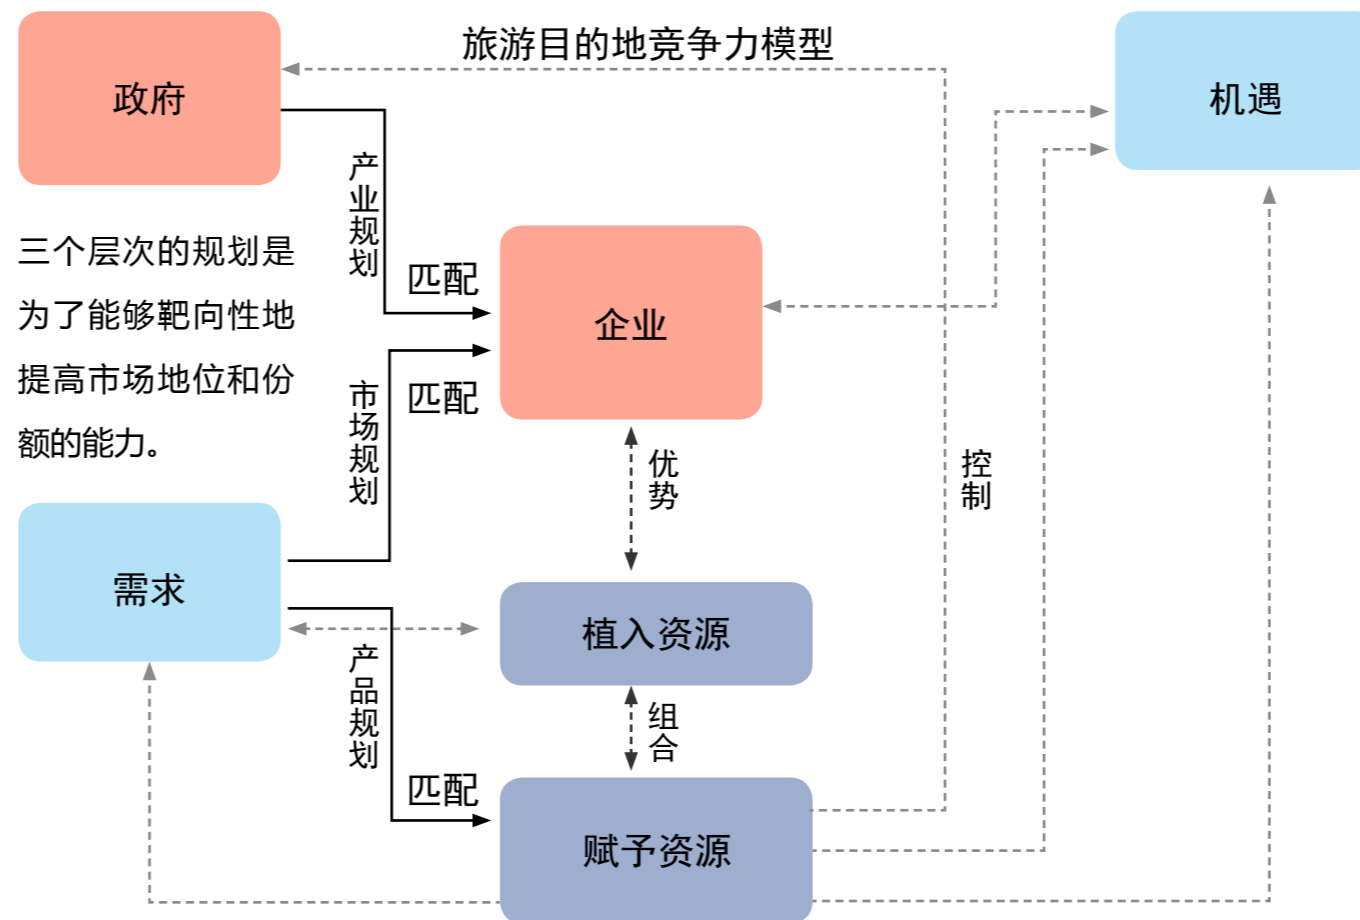 旅游目的地竞争力模型
政府
机遇
产业规划
匹配
三个层次的规划是
为了能够靶向性地
提高市场地位和份
额的能力。
企业
市场规划
匹配
优势
控制
需求
植入资源
产品规划
组合
匹配
赋予资源